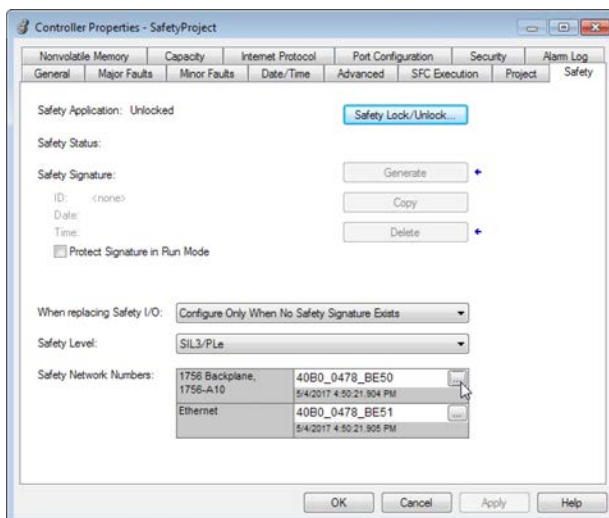 Controller Properties - SafetyProject
Nonvolatile Memory Capacity Internet Protocol Port Configuration Security Alarm Log
General Major Faults Minor Faults Date/Time Advanced SFC Execution Project Safety
Safety Application: Unlocked Safety Lock/Unlock...
Safety Status:
Safety Signature: Generate
ID: <none> Copy
Date:
Time: Delete
Protect Signature in Run Mode
When replacing Safety I/O: Configure Only When No Safety Signature Exists
Safety Level: SIL3/PLe
Safety Network Numbers: 1756 Backplane, 40B0_0478_BE50 ...
1756-A10 5/4/2017 4:50:21.904 PM
Ethernet 40B0_0478_BE51 ...
5/4/2017 4:50:21.905 PM
OK Cancel Apply Help